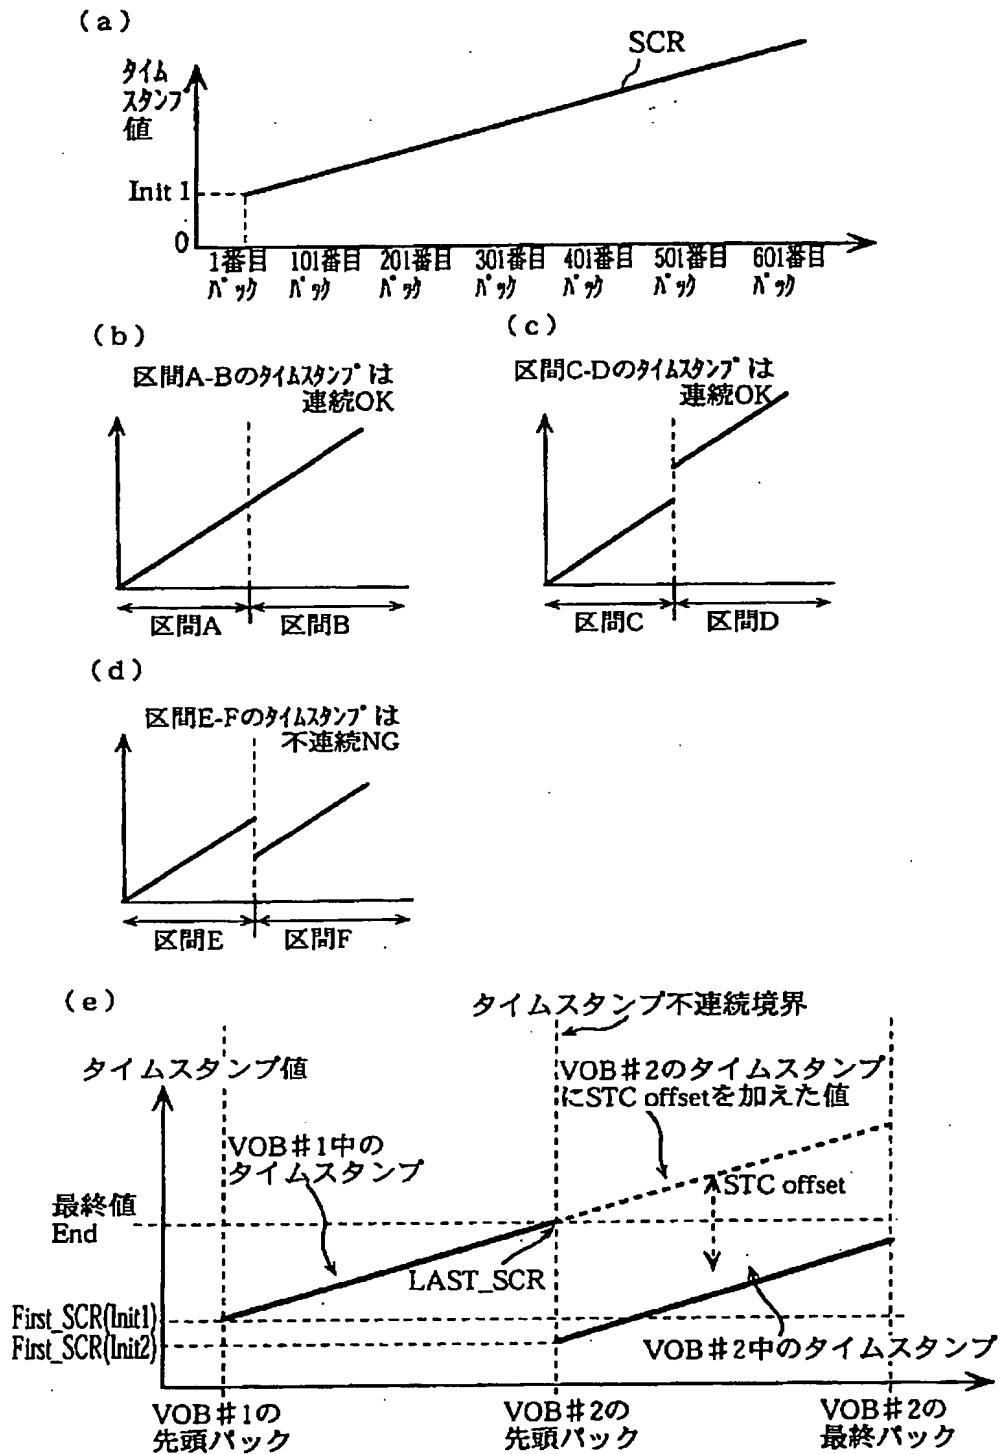 (a)
SCR
ﾀｲﾑ
ｽﾀﾝﾌﾟ
値
Init 1
0
1番目 101番目 201番目 301番目 401番目 501番目 601番目
ﾊﾟｯｸ ﾊﾟｯｸ ﾊﾟｯｸ ﾊﾟｯｸ ﾊﾟｯｸ ﾊﾟｯｸ ﾊﾟｯｸ
(b)
区間A-Bのﾀｲﾑｽﾀﾝﾌﾟは
連続OK
区間A 区間B
(c)
区間C-Dのﾀｲﾑｽﾀﾝﾌﾟは
連続OK
区間C 区間D
(d)
区間E-Fのﾀｲﾑｽﾀﾝﾌﾟは
不連続NG
区間E 区間F
(e)
タイムスタンプ不連続境界
タイムスタンプ値
VOB#2のタイムスタンプ
にSTC offsetを加えた値
VOB#1中の
タイムスタンプ
STC offset
最終値
End
LAST_SCR
First_SCR(Init1)
First_SCR(Init2)
VOB#2中のタイムスタンプ
VOB#1の
先頭パック
VOB#2の
先頭パック
VOB#2の
最終パック